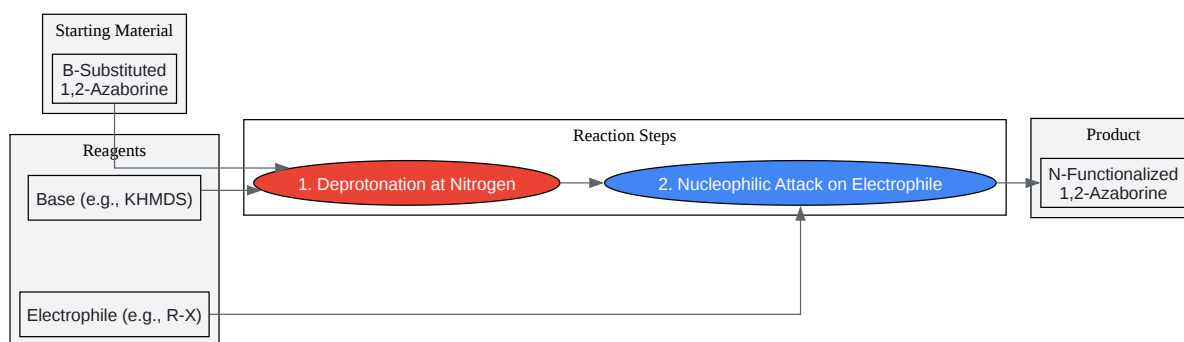 Starting Material
B-Substituted
1,2-Azaborine
Reagents
Base (e.g., KHMDS)
Electrophile (e.g., R-X)
Reaction Steps
1. Deprotonation at Nitrogen
2. Nucleophilic Attack on Electrophile
Product
N-Functionalized
1,2-Azaborine